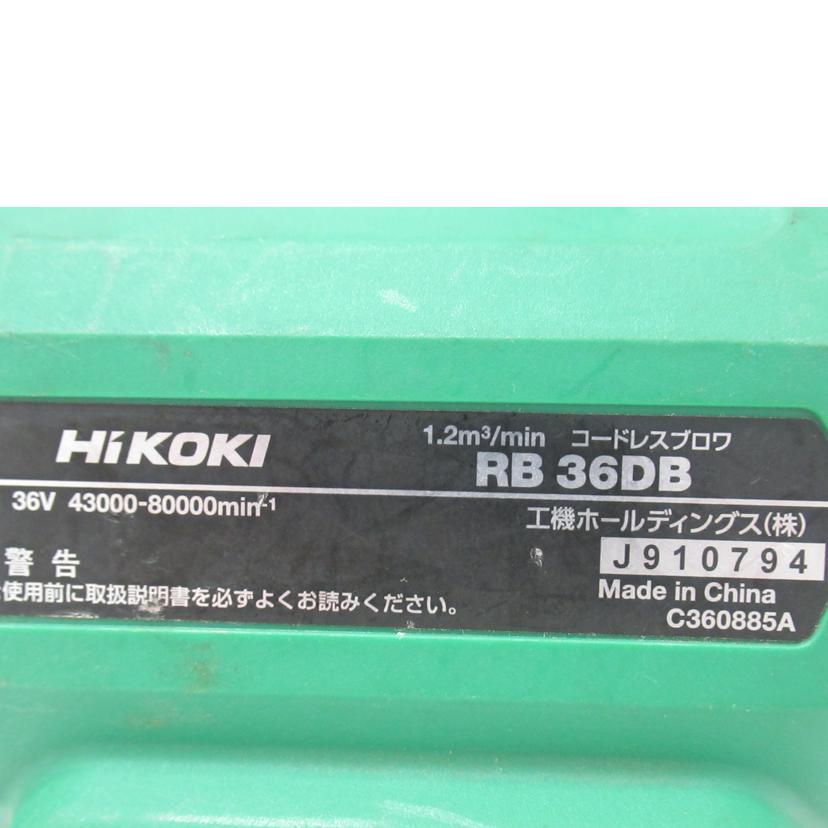 HiKOKI
1.2m³/min コードレスブロワ
RB 36DB
36V 43000-80000min-1
工機ホールディングス(株)
警告
J910794
使用前に取扱説明書を必ずよくお読みください。
Made in China
C360885A